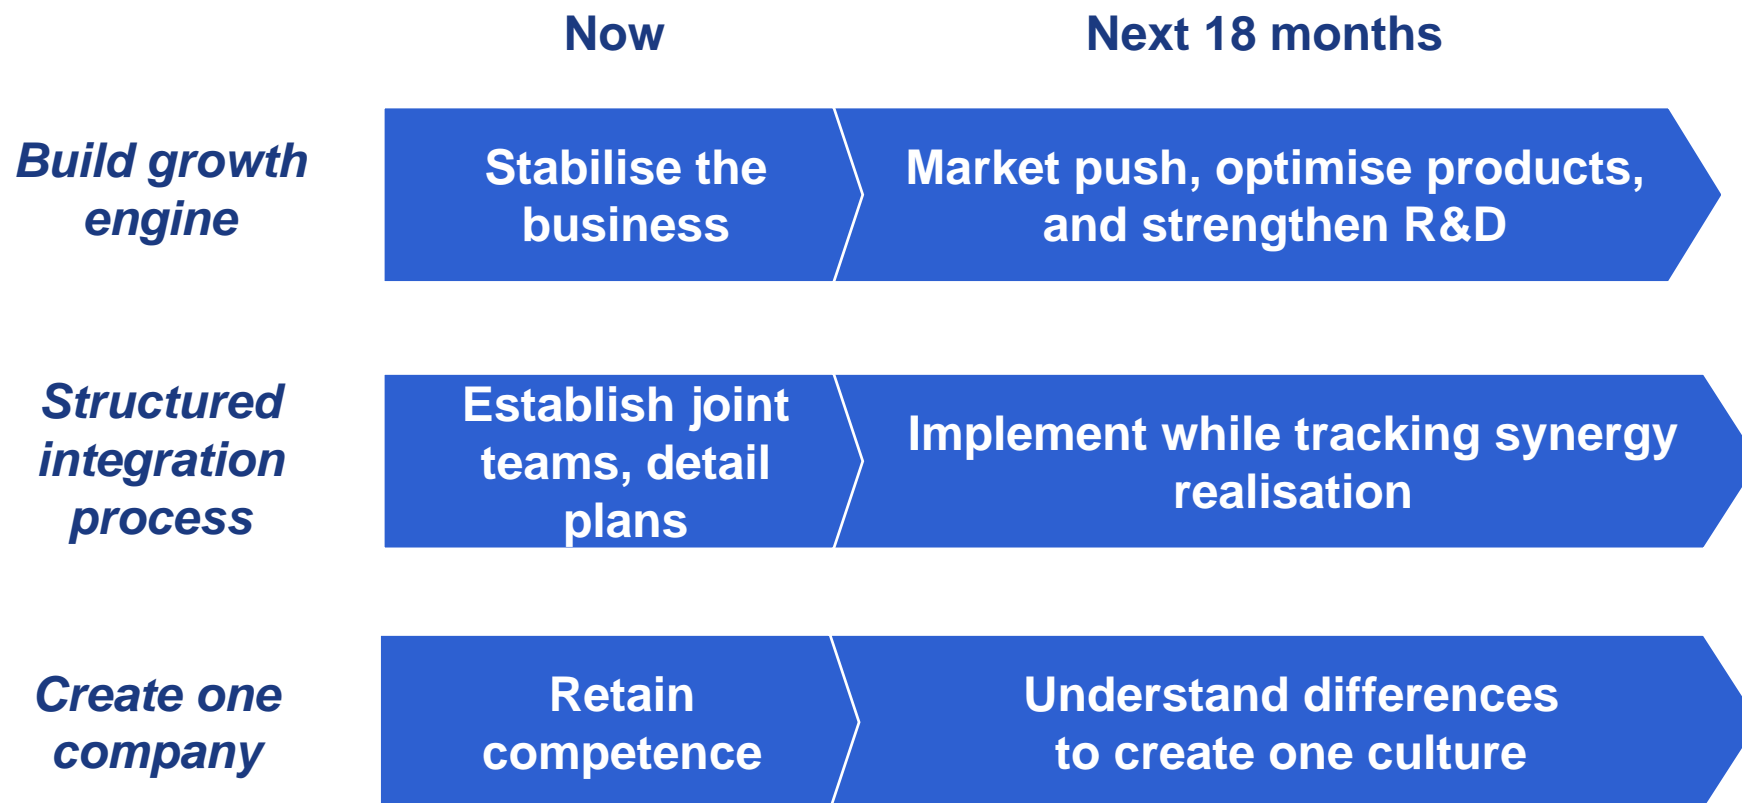 Now
Next 18 months
Build growth
engine
Stabilise the
business
Market push, optimise products,
and strengthen R&D
Structured
integration
process
Establish joint
teams, detail
plans
Implement while tracking synergy
realisation
Create one
company
Retain
competence
Understand differences
to create one culture